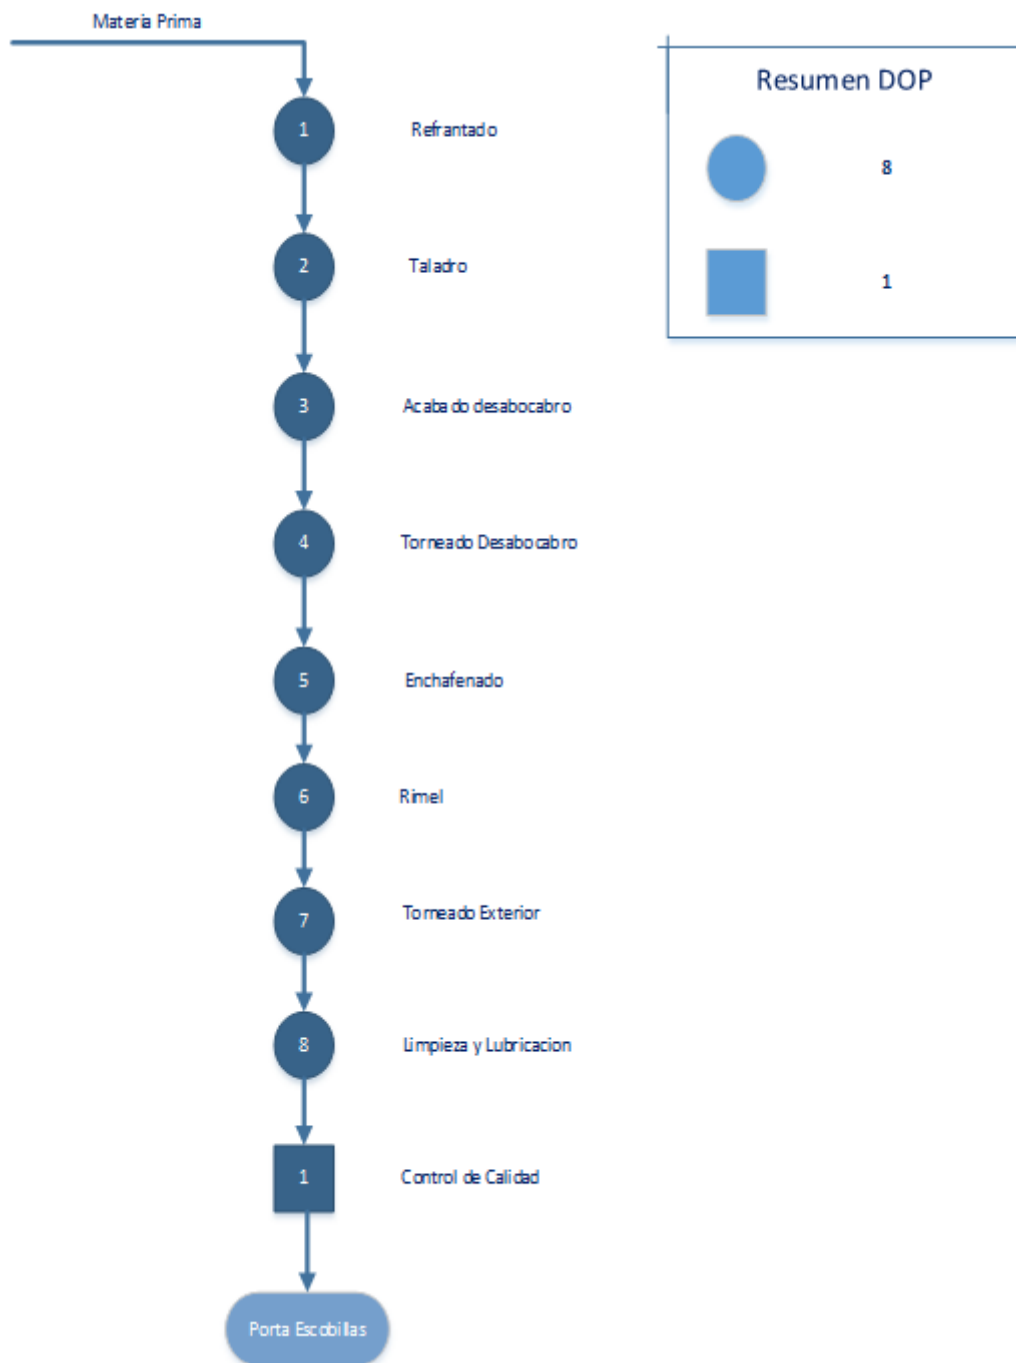 Materia Prima
Resumen DOP
8
1
1
Refrantado
2
Taladro
3
Acabado desabocabro
4
Torneado Desabocabro
5
Enchafenado
6
Rimel
7
Torneado Exterior
8
Limpieza y Lubricacion
1
Control de Calidad
Porta Escobillas